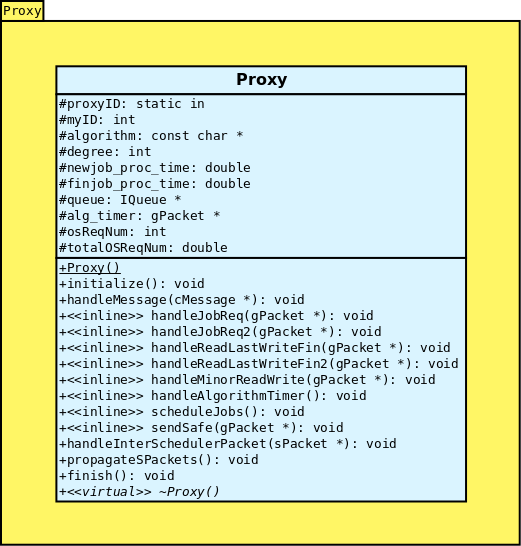 Proxy
Proxy
#proxyID: static in
#myID: int
#algorithm: const char *
#degree: int
#newjob_proc_time: double
#finjob_proc_time: double
#queue: IQueue *
#alg_timer: gPacket *
#osReqNum: int
#totalOSReqNum: double
+Proxy()
+initialize(): void
+handleMessage(cMessage *): void
+<<inline>> handleJobReq(gPacket *): void
+<<inline>> handleJobReq2(gPacket *): void
+<<inline>> handleReadLastWriteFin(gPacket *): void
+<<inline>> handleReadLastWriteFin2(gPacket *): void
+<<inline>> handleMinorReadWrite(gPacket *): void
+<<inline>> handleAlgorithmTimer(): void
+<<inline>> scheduleJobs(): void
+<<inline>> sendSafe(gPacket *): void
+handleInterSchedulerPacket(sPacket *): void
+propagateSPackets(): void
+finish(): void
+<<virtual>> ~Proxy()